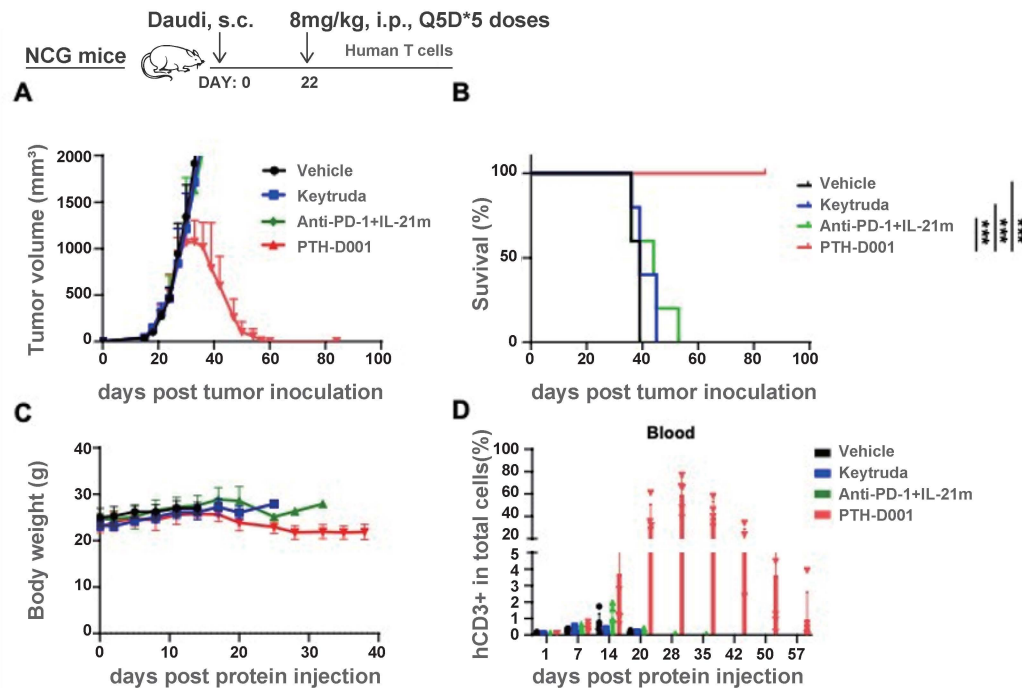 Daudi, s.c. 8mg/kg, i.p., Q5D*5 doses
NCG mice Human T cells
DAY: 0 22
A
Tumor volume (mm³)
2000
1500
1000
500
0
0 20 40 60 80 100
days post tumor inoculation
Vehicle
Keytruda
Anti-PD-1+IL-21m
PTH-D001
B
Suvival (%)
100
50
0
0 20 40 60 80 100
days post tumor inoculation
Vehicle
Keytruda
Anti-PD-1+IL-21m
PTH-D001
***
***
***
C
Body weight (g)
40
30
20
10
0
0 10 20 30 40
days post protein injection
D
Blood
hCD3+ in total cells(%)
100
80
60
40
20
5
4
3
2
1
0
1 7 14 20 28 35 42 50 57
days post protein injection
Vehicle
Keytruda
Anti-PD-1+IL-21m
PTH-D001